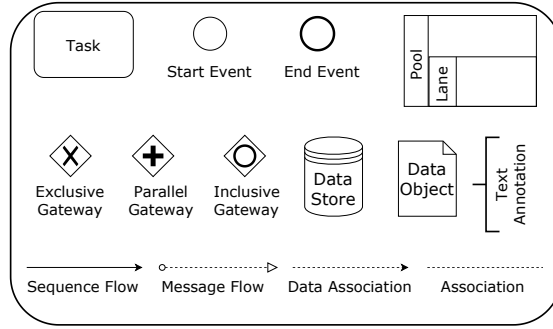 Task
Start Event
End Event
Pool
Lane
Exclusive
Gateway
Parallel
Gateway
Inclusive
Gateway
Data
Store
Data
Object
Text
Annotation
Sequence Flow
Message Flow
Data Association
Association